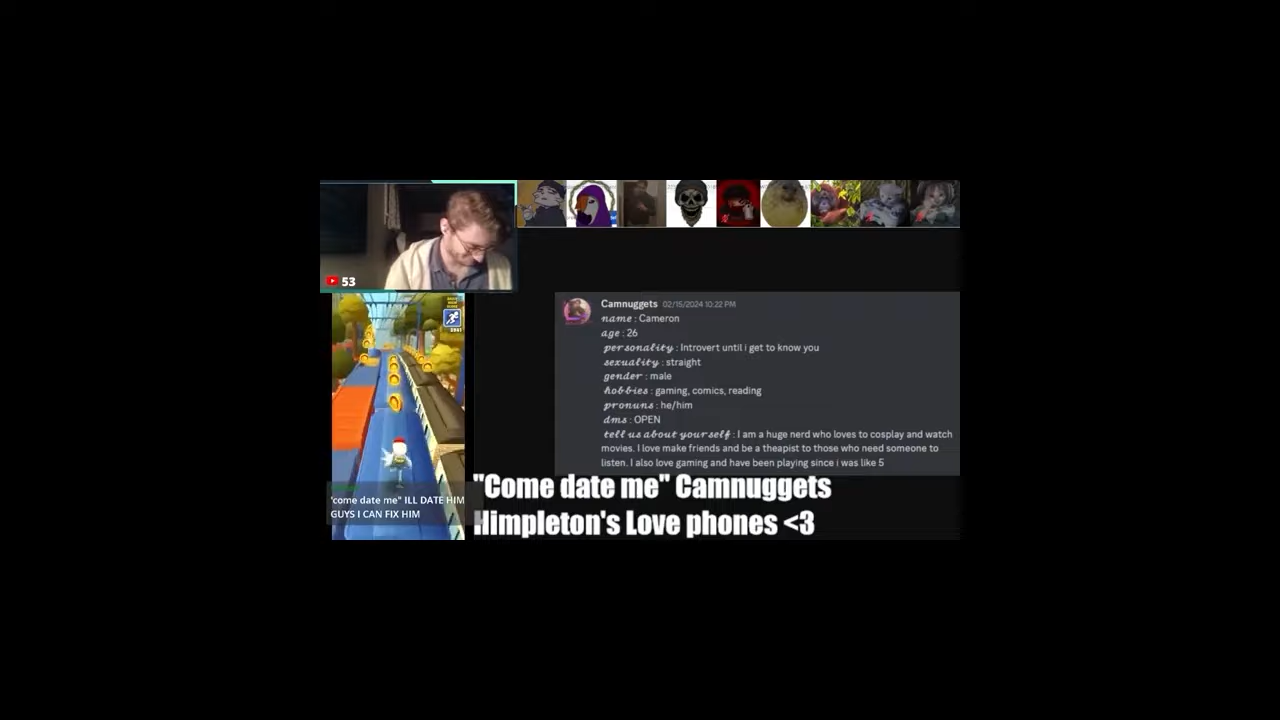 53
Camnuggets 02/15/2024 10:22 PM
name : Cameron
age : 26
personality : Introvert until i get to know you
sexuality : straight
gender : male
hobbies : gaming, comics, reading
pronuns : he/him
dms : OPEN
tell us about yourself : I am a huge nerd who loves to cosplay and watch
movies. I love make friends and be a theapist to those who need someone to
listen. I also love gaming and have been playing since i was like 5
"Come date me" Camnuggets
Himpleton's Love phones <3
'come date me" ILL DATE HIM
GUYS I CAN FIX HIM